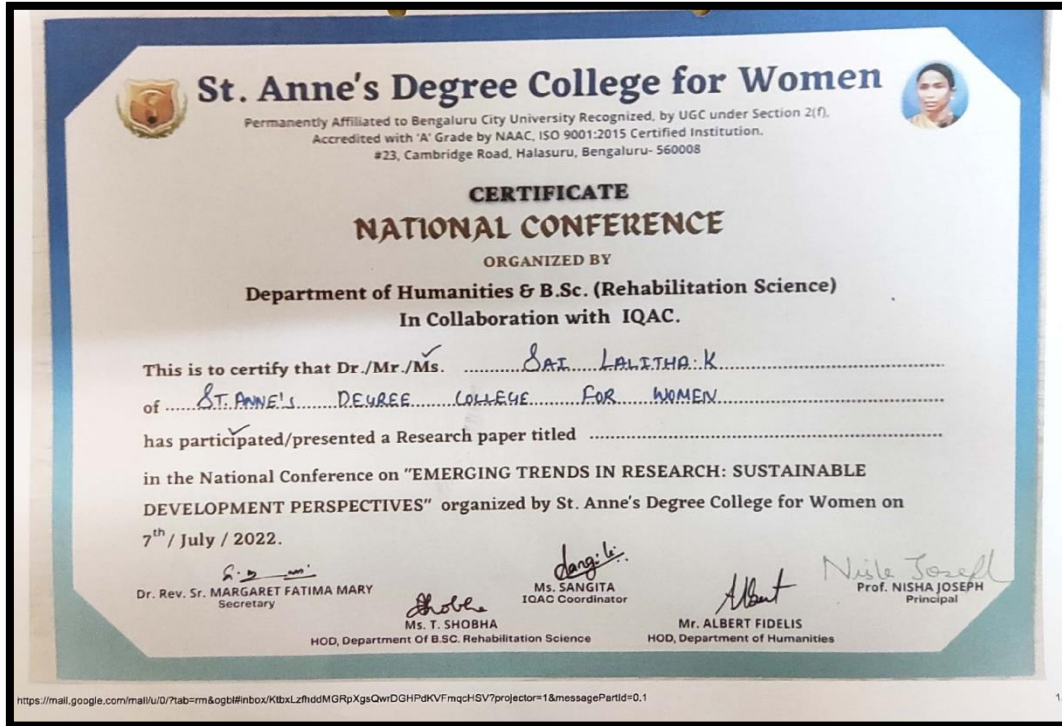 St. Anne's Degree College for Women
Permanently Affiliated to Bengaluru City University Recognized, by UGC under Section 2(f),
Accredited with 'A' Grade by NAAC, ISO 9001:2015 Certified Institution.
#23, Cambridge Road, Halasuru, Bengaluru- 560008
CERTIFICATE
NATIONAL CONFERENCE
ORGANIZED BY
Department of Humanities & B.Sc. (Rehabilitation Science)
In Collaboration with IQAC.
This is to certify that Dr./Mr./Ms. ........ SAI LALITHA.K ........
of ...... ST. ANNE'S DEGREE COLLEGE FOR WOMEN ......
has participated/presented a Research paper titled ........
in the National Conference on "EMERGING TRENDS IN RESEARCH: SUSTAINABLE
DEVELOPMENT PERSPECTIVES" organized by St. Anne's Degree College for Women on
7th / July / 2022.
Sangita
Nisha Joseph
Dr. Rev. Sr. MARGARET FATIMA MARY
Secretary
Ms. SANGITA
IQAC Coordinator
Prof. NISHA JOSEPH
Principal
Shobha
Albert
Ms. T. SHOBHA
HOD, Department Of B.SC. Rehabilitation Science
Mr. ALBERT FIDELIS
HOD, Department of Humanities
https://mail.google.com/mail/u/0/?tab=rm&ogbl#inbox/KtbxLzfhddMGRpXgsQwrDGHPdKVFmqcHSV?projector=1&messagePartId=0.1